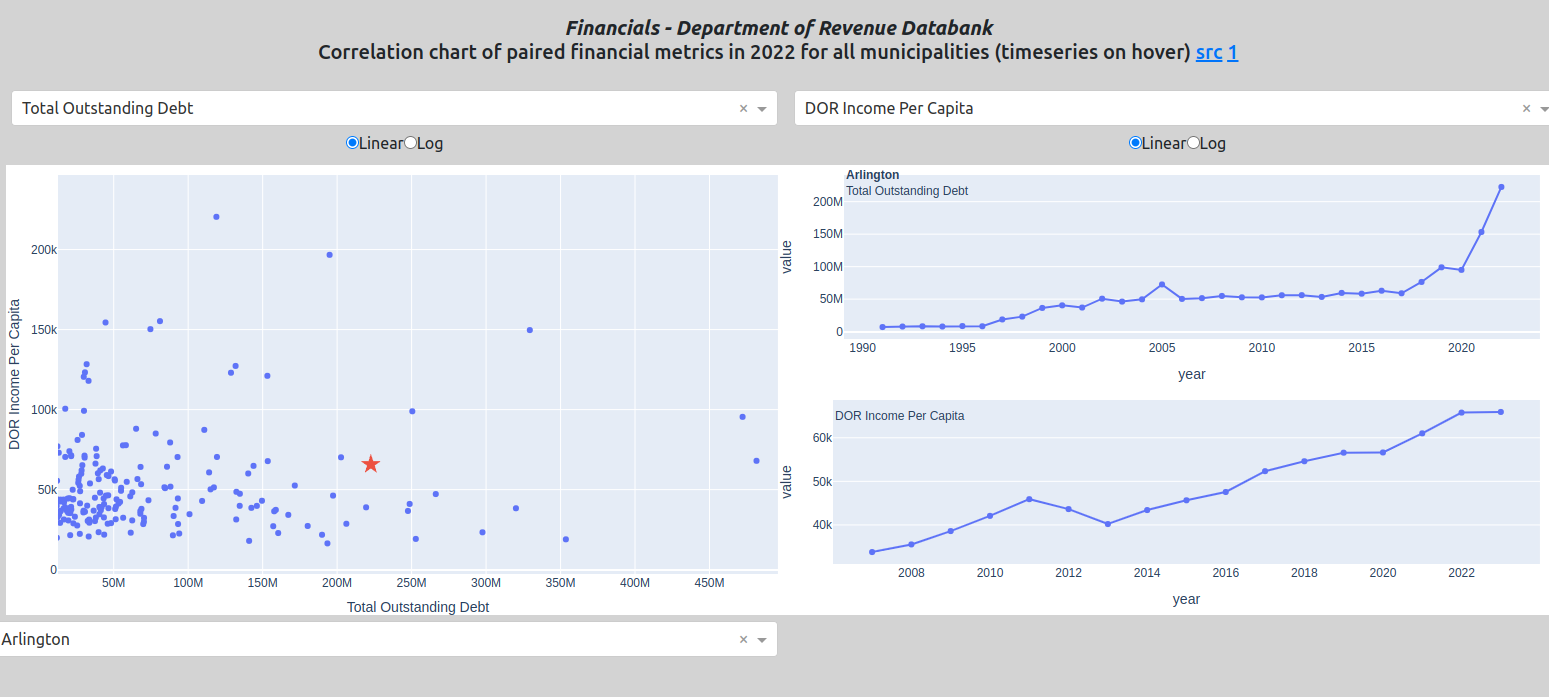 Financials - Department of Revenue Databank
Correlation chart of paired financial metrics in 2022 for all municipalities (timeseries on hover) src 1
Total Outstanding Debt × 
DOR Income Per Capita ×
Linear Log
Linear Log
DOR Income Per Capita
200k
150k
100k
50k
0
50M 100M 150M 200M 250M 300M 350M 400M 450M
Total Outstanding Debt
Arlington
Total Outstanding Debt
value
200M
150M
100M
50M
0
1990 1995 2000 2005 2010 2015 2020
year
DOR Income Per Capita
value
60k
50k
40k
2008 2010 2012 2014 2016 2018 2020 2022
year
Arlington ×